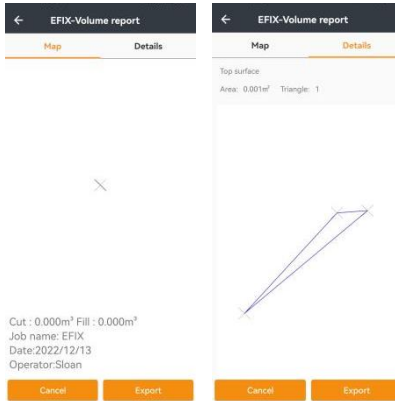 ← EFIX-Volume report
Map Details
Cut : 0.000m³ Fill : 0.000m³
Job name: EFIX
Date:2022/12/13
Operator:Sloan
Cancel Export
← EFIX-Volume report
Map Details
Top surface
Area: 0.001m² Triangle: 1
Cancel Export